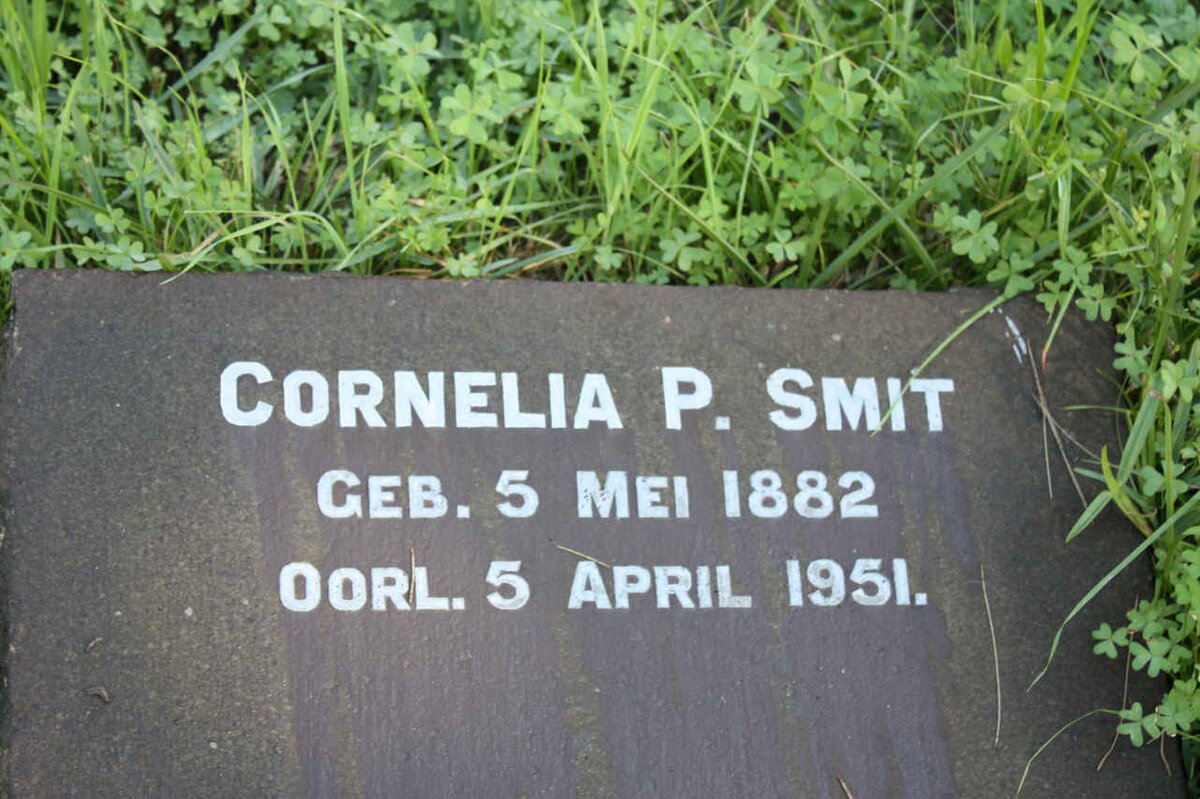 CORNELIA P. SMIT
GEB. 5 MEI 1882
OORL. 5 APRIL 1951.